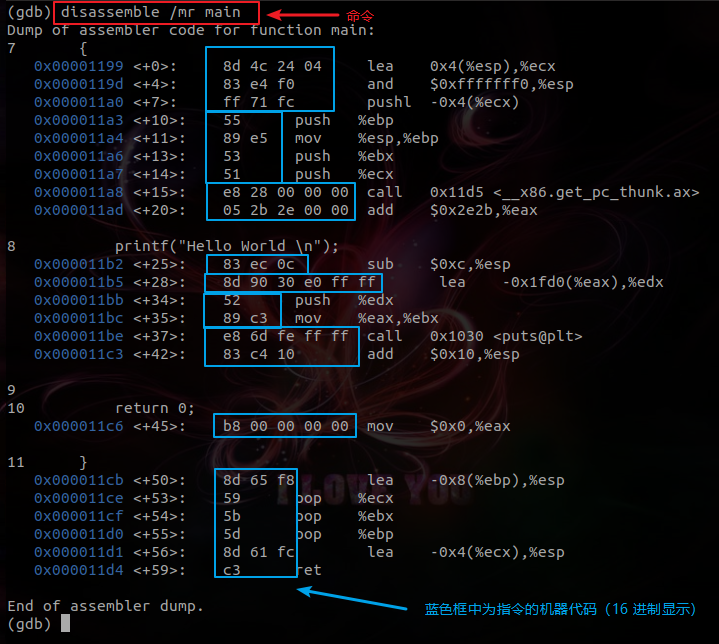 (gdb) disassemble /mr main 命令
Dump of assembler code for function main:
7 {
0x00001199 <+0>: 8d 4c 24 04 lea 0x4(%esp),%ecx
0x0000119d <+4>: 83 e4 f0 and $0xfffffff0,%esp
0x000011a0 <+7>: ff 71 fc pushl -0x4(%ecx)
0x000011a3 <+10>: 55 push %ebp
0x000011a4 <+11>: 89 e5 mov %esp,%ebp
0x000011a6 <+13>: 53 push %ebx
0x000011a7 <+14>: 51 push %ecx
0x000011a8 <+15>: e8 28 00 00 00 call 0x11d5 <__x86.get_pc_thunk.ax>
0x000011ad <+20>: 05 2b 2e 00 00 add $0x2e2b,%eax
8 printf("Hello World \n");
0x000011b2 <+25>: 83 ec 0c sub $0xc,%esp
0x000011b5 <+28>: 8d 90 30 e0 ff ff lea -0x1fd0(%eax),%edx
0x000011bb <+34>: 52 push %edx
0x000011bc <+35>: 89 c3 mov %eax,%ebx
0x000011be <+37>: e8 6d fe ff ff call 0x1030 <puts@plt>
0x000011c3 <+42>: 83 c4 10 add $0x10,%esp
9
10 return 0;
0x000011c6 <+45>: b8 00 00 00 00 mov $0x0,%eax
11 }
0x000011cb <+50>: 8d 65 f8 lea -0x8(%ebp),%esp
0x000011ce <+53>: 59 pop %ecx
0x000011cf <+54>: 5b pop %ebx
0x000011d0 <+55>: 5d pop %ebp
0x000011d1 <+56>: 8d 61 fc lea -0x4(%ecx),%esp
0x000011d4 <+59>: c3 ret
End of assembler dump.
蓝色框中为指令的机器代码（16 进制显示）
(gdb)
I LOVE YOU